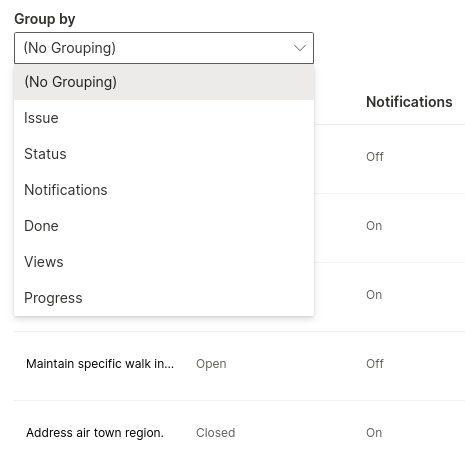 Group by
(No Grouping)
(No Grouping)
Issue
Status
Notifications
Done
Views
Progress
Notifications
Off
On
On
Maintain specific walk in... Open Off
Address air town region. Closed On